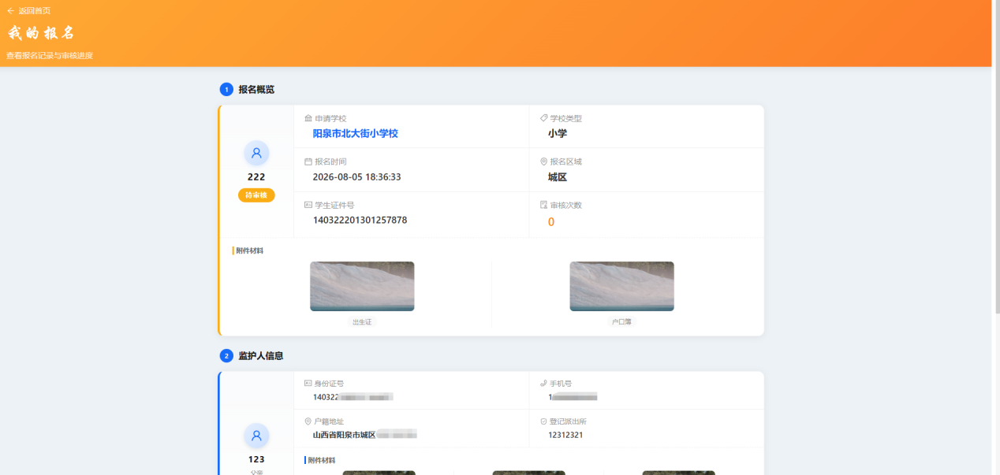 ← 返回首页
我的报名
查看报名记录与审核进度
1 报名概览
222
待审核
申请学校
阳泉市北大街小学校
学校类型
小学
报名时间
2026-08-05 18:36:33
报名区域
城区
学生证件号
140322201301257878
审核次数
0
附件材料
出生证
户口簿
2 监护人信息
123
父亲
身份证号
140322
手机号
1
户籍地址
山西省阳泉市城区
登记派出所
12312321
附件材料